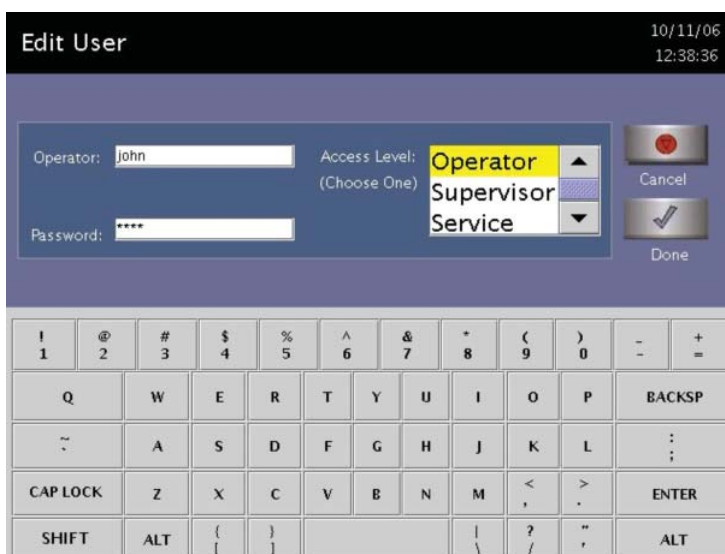 Edit User
10/11/06
12:38:36
Operator: john
Access Level:
(Choose One)
Operator
Supervisor
Service
Password: ****
Cancel
Done
! @ # $ % ^ & * ( ) _ +
1 2 3 4 5 6 7 8 9 0 - =
Q W E R T Y U I O P BACKSP
~ A S D F G H J K L :
` ;
CAP LOCK Z X C V B N M < > ENTER
, .
SHIFT ALT { } | ? " ALT
[ ] \ / '